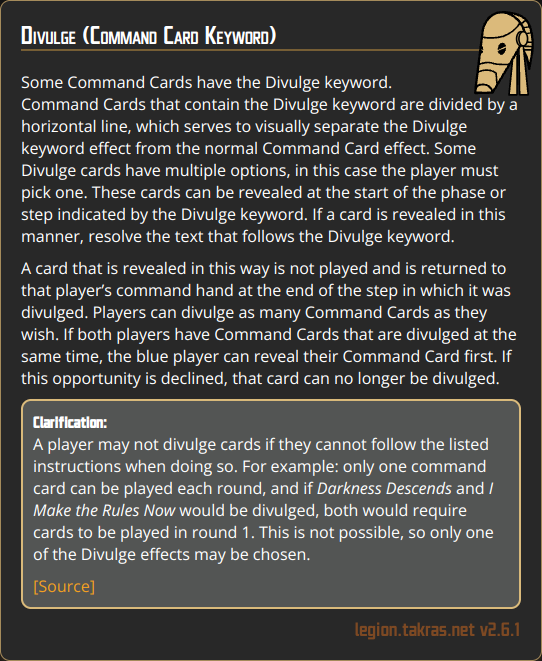 Divulge (Command Card Keyword)
Some Command Cards have the Divulge keyword.
Command Cards that contain the Divulge keyword are divided by a
horizontal line, which serves to visually separate the Divulge
keyword effect from the normal Command Card effect. Some
Divulge cards have multiple options, in this case the player must
pick one. These cards can be revealed at the start of the phase or
step indicated by the Divulge keyword. If a card is revealed in this
manner, resolve the text that follows the Divulge keyword.
A card that is revealed in this way is not played and is returned to
that player’s command hand at the end of the step in which it was
divulged. Players can divulge as many Command Cards as they
wish. If both players have Command Cards that are divulged at the
same time, the blue player can reveal their Command Card first. If
this opportunity is declined, that card can no longer be divulged.
Clarification:
A player may not divulge cards if they cannot follow the listed
instructions when doing so. For example: only one command
card can be played each round, and if Darkness Descends and I
Make the Rules Now would be divulged, both would require
cards to be played in round 1. This is not possible, so only one
of the Divulge effects may be chosen.
[Source]
legion.takras.net v2.6.1